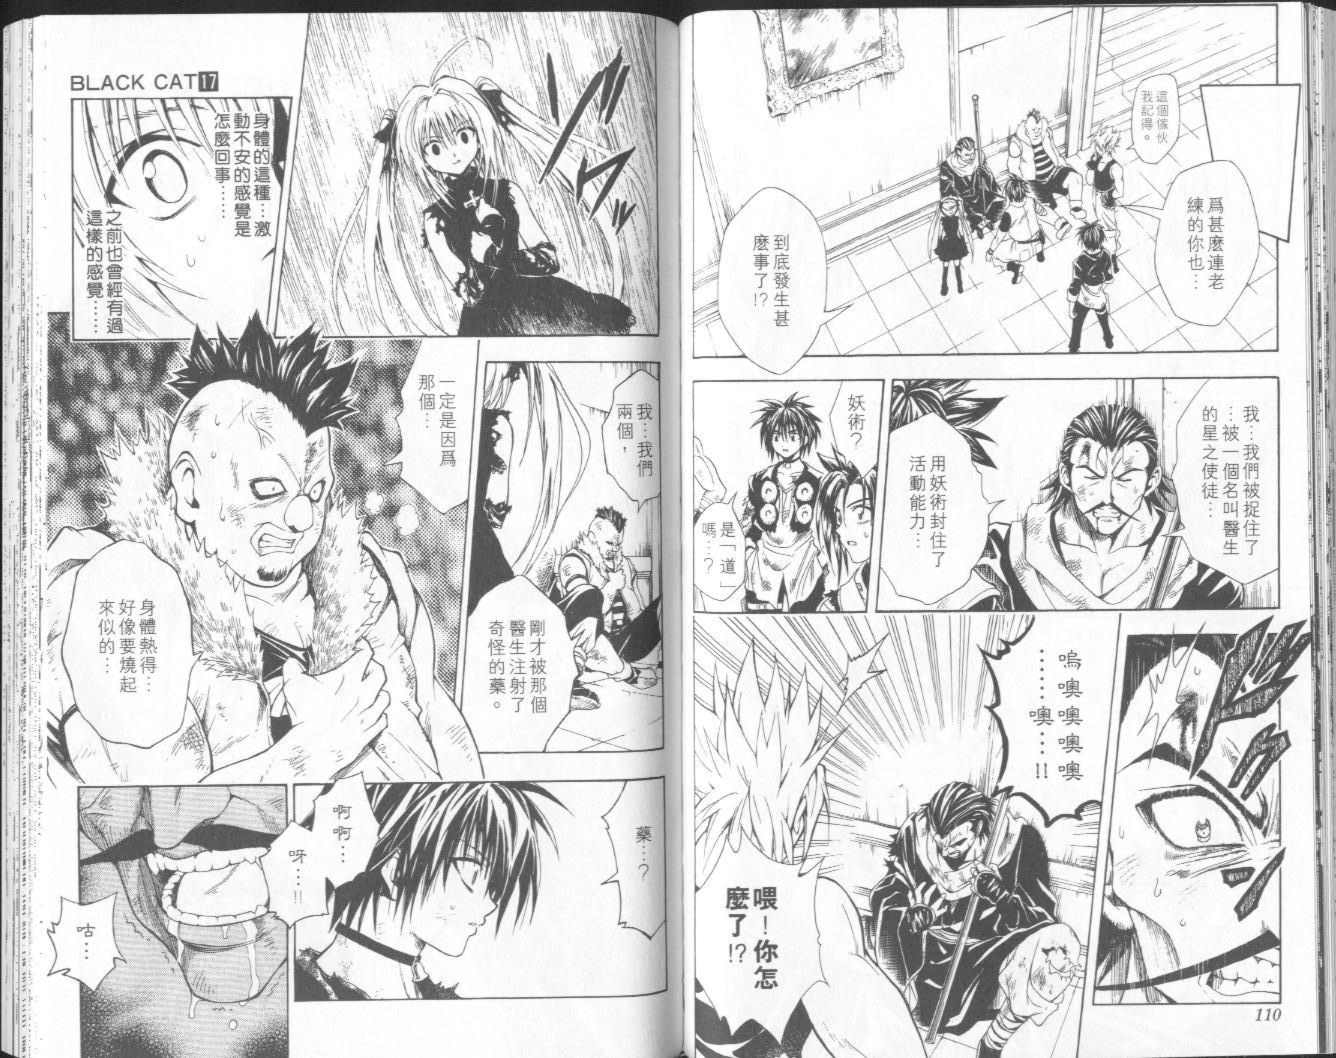 這個傢伙
我記得。
爲甚麼連老
練的你也…
到底發生甚
麼事了!?
我…我們被捉住了
…被一個名叫醫生
的星之使徒…
用妖術封住了
活動能力…
妖術?
是「道」
嗎…?
嗚噢噢噢噢
……噢…!!
喂!你怎
麼了!?
110
BLACK CAT 17
身體的這種…激
動不安的感覺是
怎麼回事……
之前也會經有過
這樣的感覺……
我…我們
兩個,
剛才被那個
醫生注射了
奇怪的藥。
一定是因爲
那個…
身體熱得…
好像要燒起
來似的…
藥…?
啊啊…
呀…!!
咕…